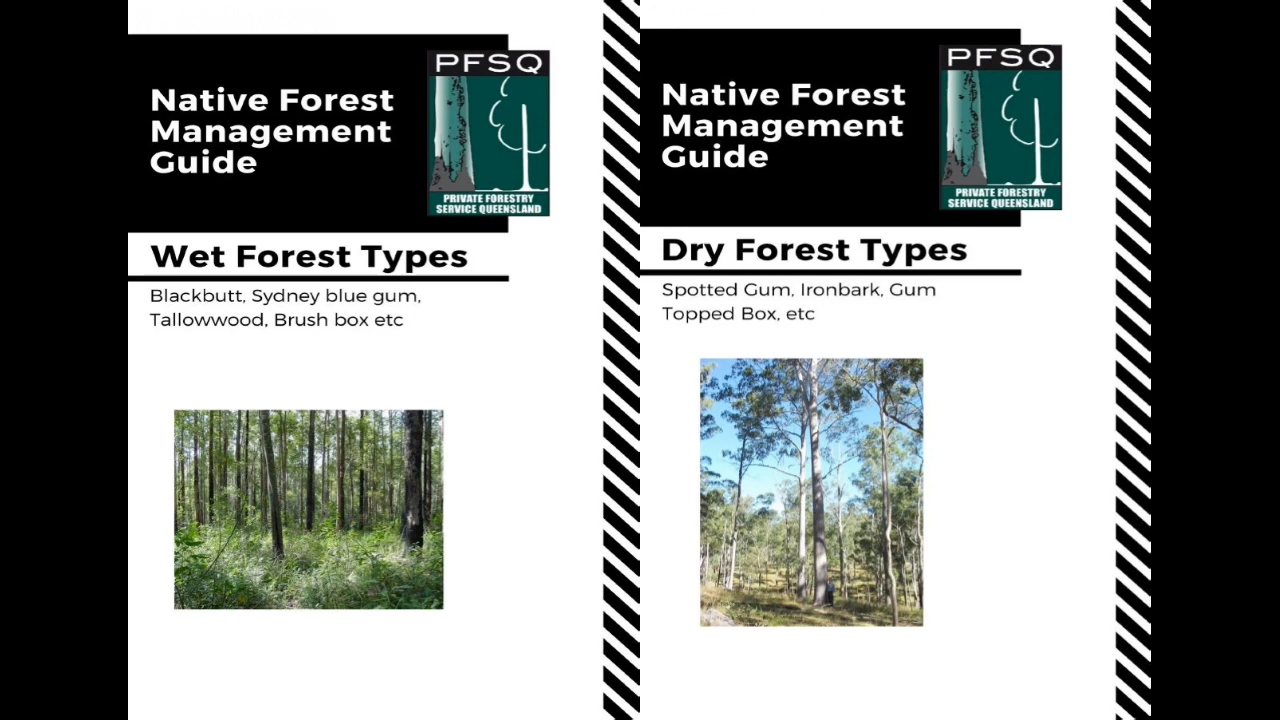 Native Forest
Management
Guide
PFSQ
PRIVATE FORESTRY
SERVICE QUEENSLAND
Wet Forest Types
Blackbutt, Sydney blue gum,
Tallowwood, Brush box etc
Native Forest
Management
Guide
PFSQ
PRIVATE FORESTRY
SERVICE QUEENSLAND
Dry Forest Types
Spotted Gum, Ironbark, Gum
Topped Box, etc